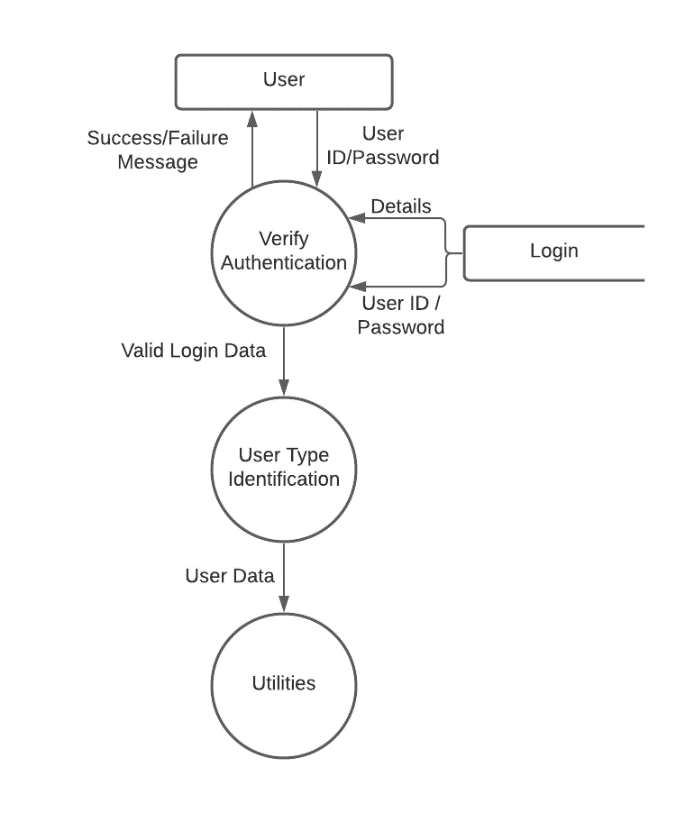 User
Success/Failure
Message
User
ID/Password
Details
Verify
Authentication
Login
User ID /
Password
Valid Login Data
User Type
Identification
User Data
Utilities